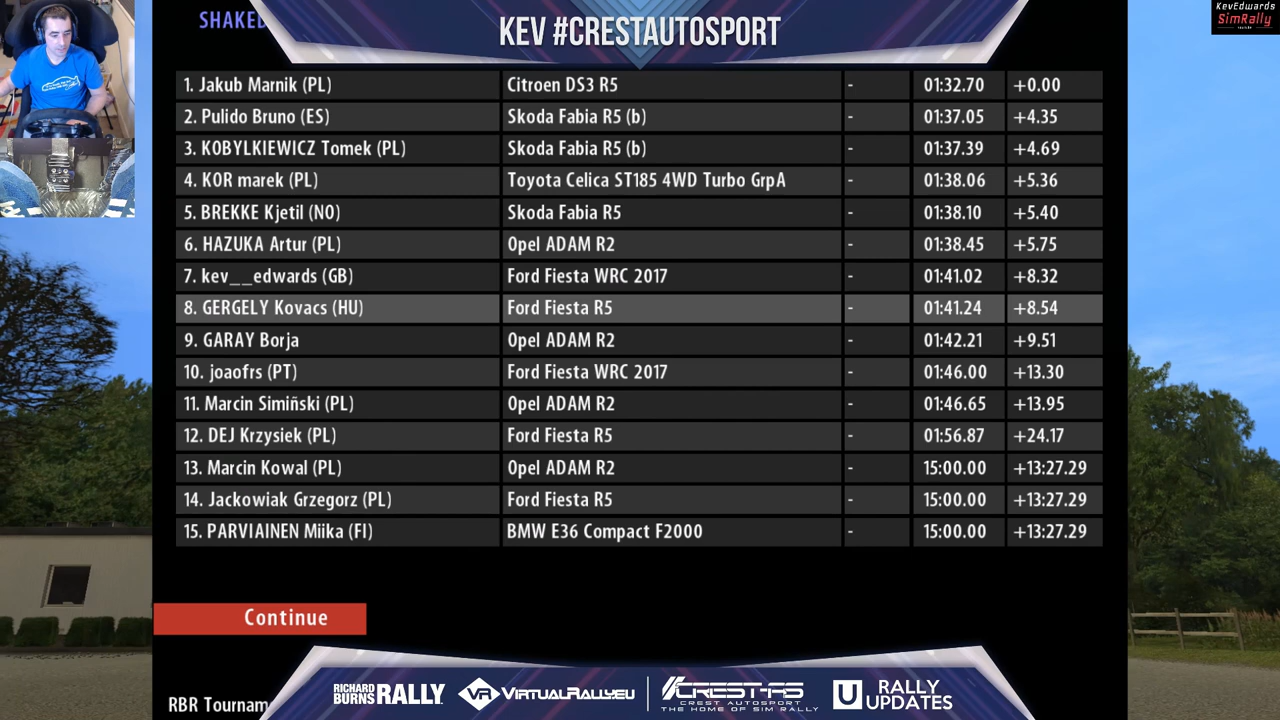 SHAKED
KEV #CRESTAUTOSPORT
KevEdwards
SimRally
1. Jakub Marnik (PL) Citroen DS3 R5 - 01:32.70 +0.00
2. Pulido Bruno (ES) Skoda Fabia R5 (b) - 01:37.05 +4.35
3. KOBYLKIEWICZ Tomek (PL) Skoda Fabia R5 (b) - 01:37.39 +4.69
4. KOR marek (PL) Toyota Celica ST185 4WD Turbo GrpA - 01:38.06 +5.36
5. BREKKE Kjetil (NO) Skoda Fabia R5 - 01:38.10 +5.40
6. HAZUKA Artur (PL) Opel ADAM R2 - 01:38.45 +5.75
7. kev__edwards (GB) Ford Fiesta WRC 2017 - 01:41.02 +8.32
8. GERGELY Kovacs (HU) Ford Fiesta R5 - 01:41.24 +8.54
9. GARAY Borja Opel ADAM R2 - 01:42.21 +9.51
10. joaofrs (PT) Ford Fiesta WRC 2017 - 01:46.00 +13.30
11. Marcin Simiński (PL) Opel ADAM R2 - 01:46.65 +13.95
12. DEJ Krzysiek (PL) Ford Fiesta R5 - 01:56.87 +24.17
13. Marcin Kowal (PL) Opel ADAM R2 - 15:00.00 +13:27.29
14. Jackowiak Grzegorz (PL) Ford Fiesta R5 - 15:00.00 +13:27.29
15. PARVIAINEN Miika (FI) BMW E36 Compact F2000 - 15:00.00 +13:27.29
Continue
RBR Tournam
RICHARD BURNS RALLY
VR VIRTUALRALLY.EU
CREST-AS
CREST AUTOSPORT
THE HOME OF SIM RALLY
U RALLY UPDATES